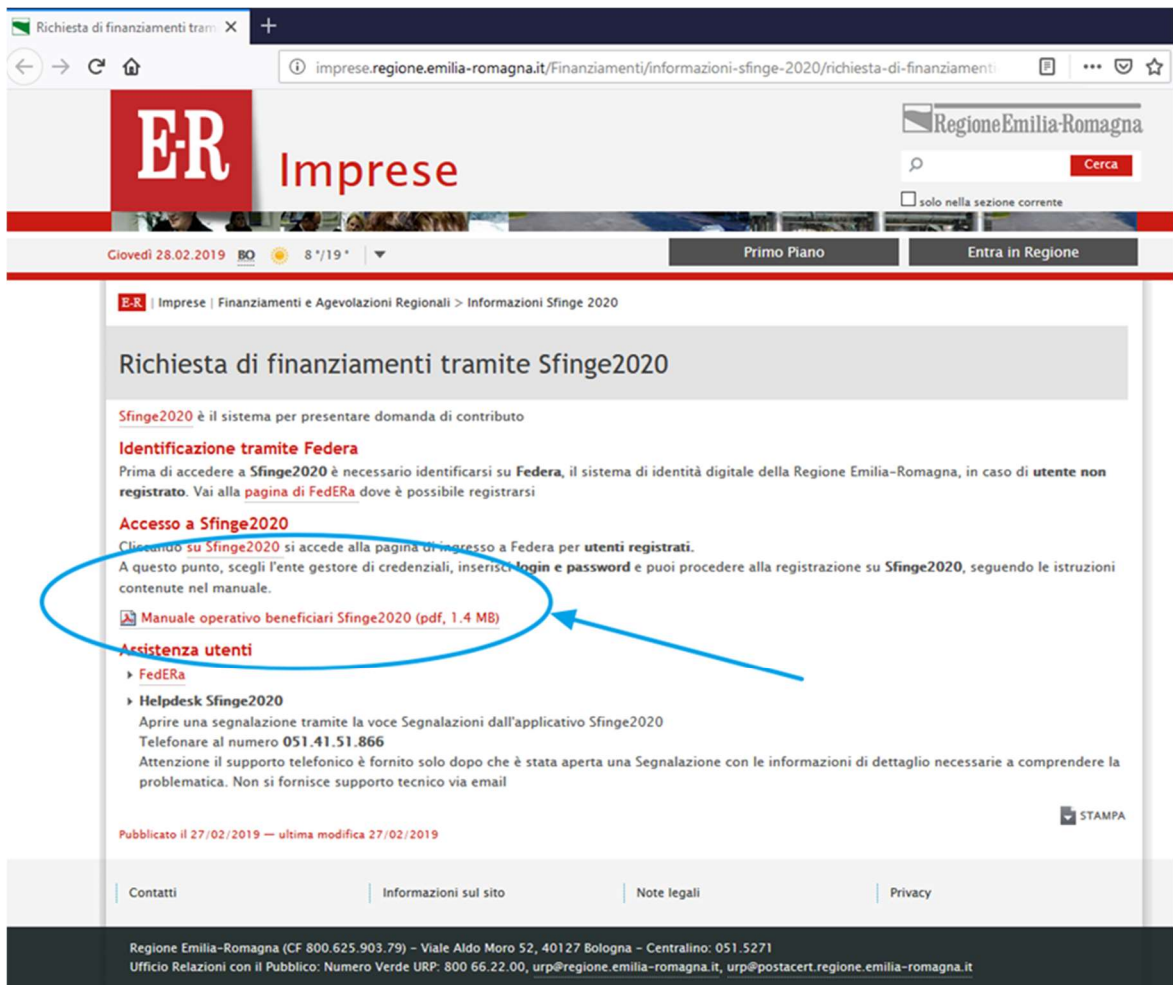 Richiesta di finanziamenti tram
imprese.regione.emilia-romagna.it/Finanziamenti/informazioni-sfinge-2020/richiesta-di-finanziamenti
E-R
Imprese
RegioneEmilia-Romagna
Cerca
solo nella sezione corrente
Giovedì 28.02.2019 BO 8°/19°
Primo Piano
Entra in Regione
E-R | Imprese | Finanziamenti e Agevolazioni Regionali > Informazioni Sfinge 2020
Richiesta di finanziamenti tramite Sfinge2020
Sfinge2020 è il sistema per presentare domanda di contributo
Identificazione tramite Federa
Prima di accedere a Sfinge2020 è necessario identificarsi su Federa, il sistema di identità digitale della Regione Emilia-Romagna, in caso di utente non
registrato. Vai alla pagina di FedERa dove è possibile registrarsi
Accesso a Sfinge2020
Cliccando su Sfinge2020 si accede alla pagina di ingresso a Federa per utenti registrati.
A questo punto, scegli l'ente gestore di credenziali, inserisci login e password e puoi procedere alla registrazione su Sfinge2020, seguendo le istruzioni
contenute nel manuale.
Manuale operativo beneficiari Sfinge2020 (pdf, 1.4 MB)
Assistenza utenti
FedERa
Helpdesk Sfinge2020
Aprire una segnalazione tramite la voce Segnalazioni dall'applicativo Sfinge2020
Telefonare al numero 051.41.51.866
Attenzione il supporto telefonico è fornito solo dopo che è stata aperta una Segnalazione con le informazioni di dettaglio necessarie a comprendere la
problematica. Non si fornisce supporto tecnico via email
STAMPA
Pubblicato il 27/02/2019 — ultima modifica 27/02/2019
Contatti
Informazioni sul sito
Note legali
Privacy
Regione Emilia-Romagna (CF 800.625.903.79) - Viale Aldo Moro 52, 40127 Bologna - Centralino: 051.5271
Ufficio Relazioni con il Pubblico: Numero Verde URP: 800 66.22.00, urp@regione.emilia-romagna.it, urp@postacert.regione.emilia-romagna.it